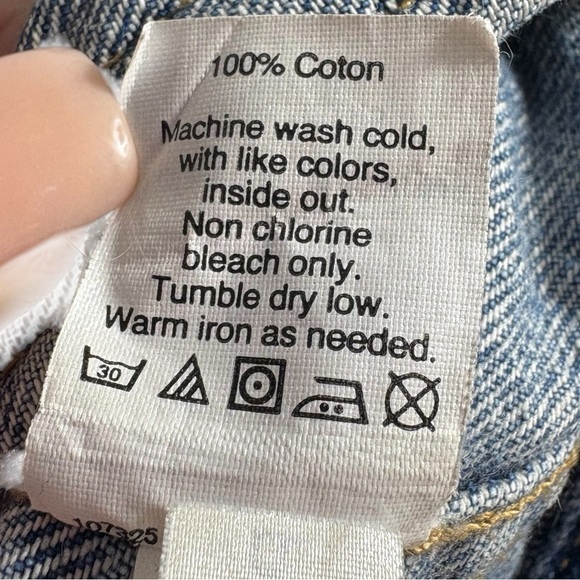 100% Coton
Machine wash cold,
with like colors,
inside out.
Non chlorine
bleach only.
Tumble dry low.
Warm iron as needed.
30
107325